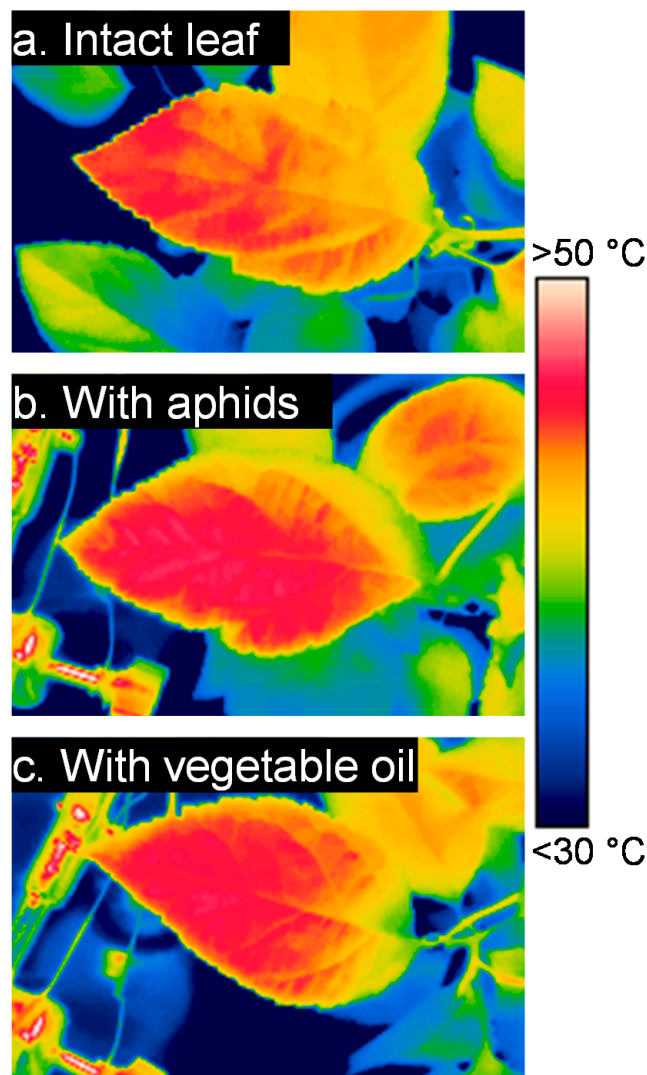 a. Intact leaf
>50 °C
b. With aphids
c. With vegetable oil
<30 °C